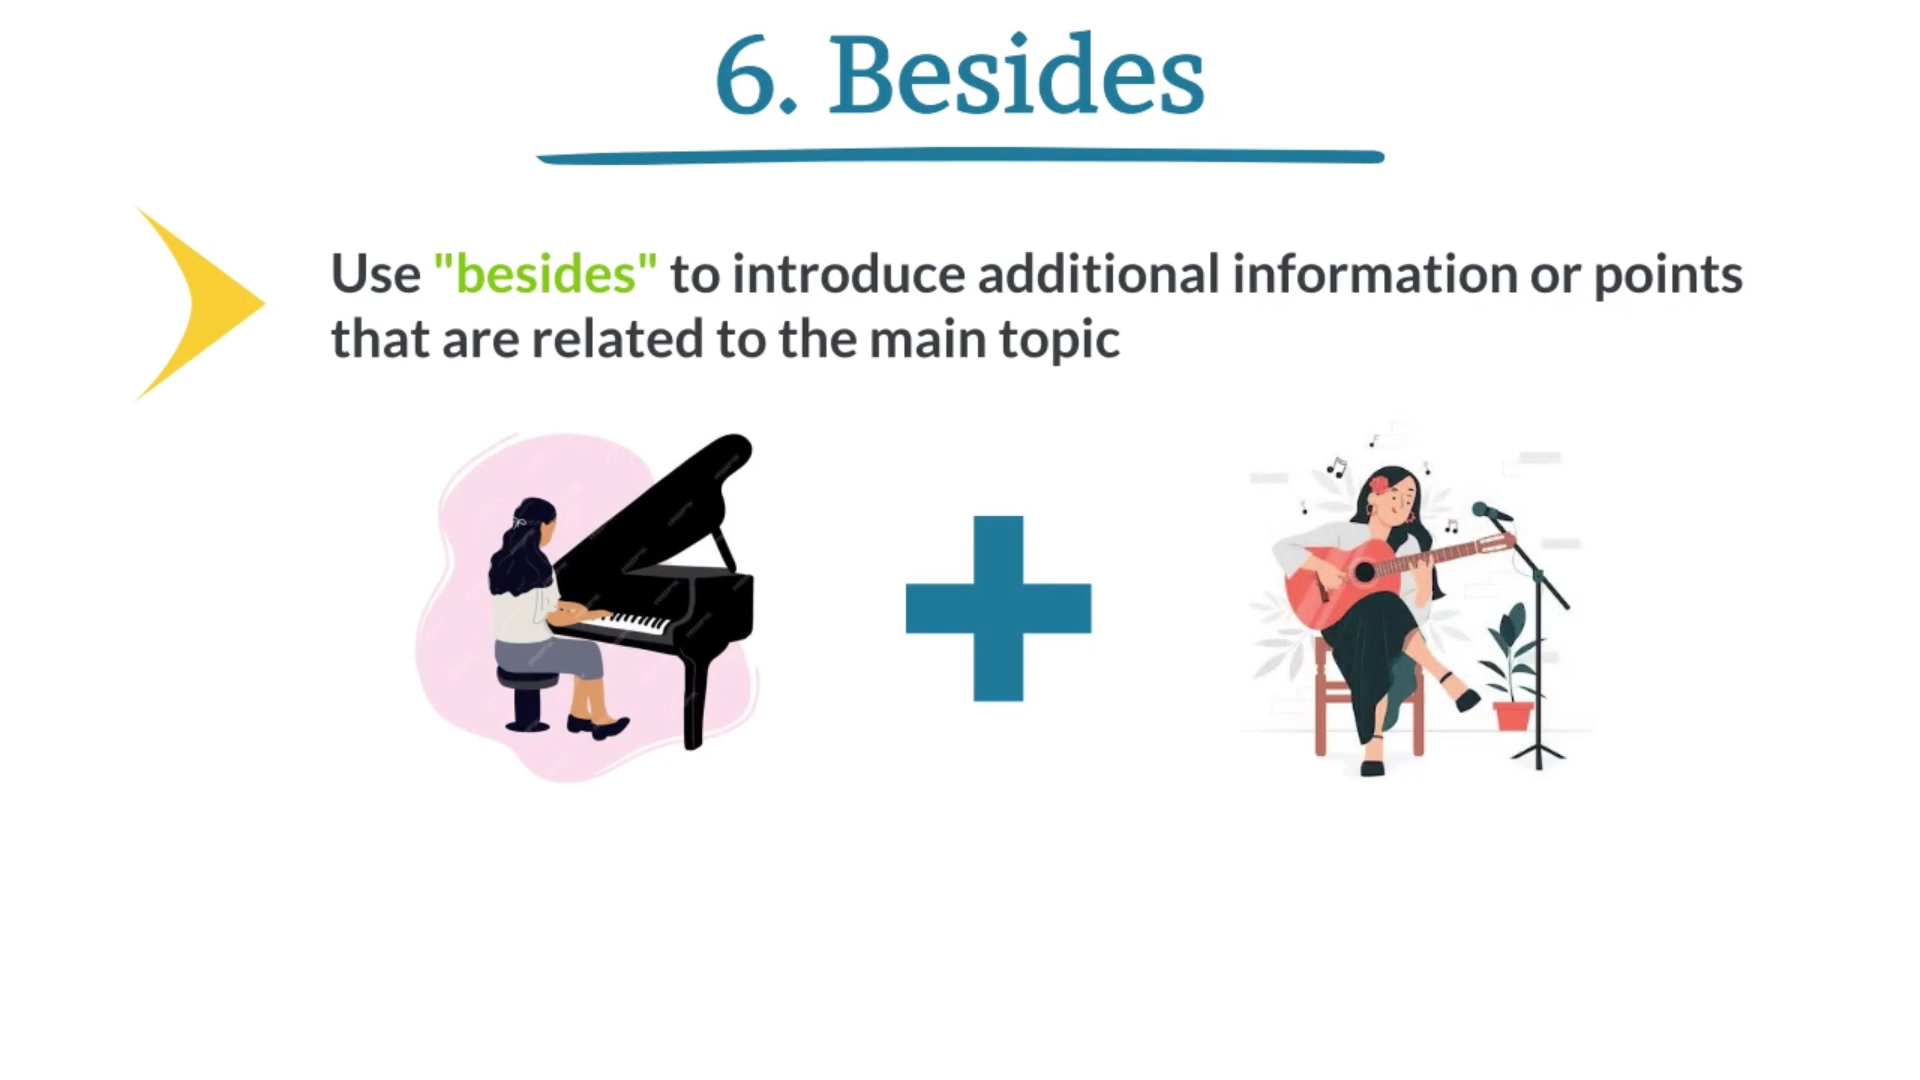 6. Besides
Use "besides" to introduce additional information or points
that are related to the main topic